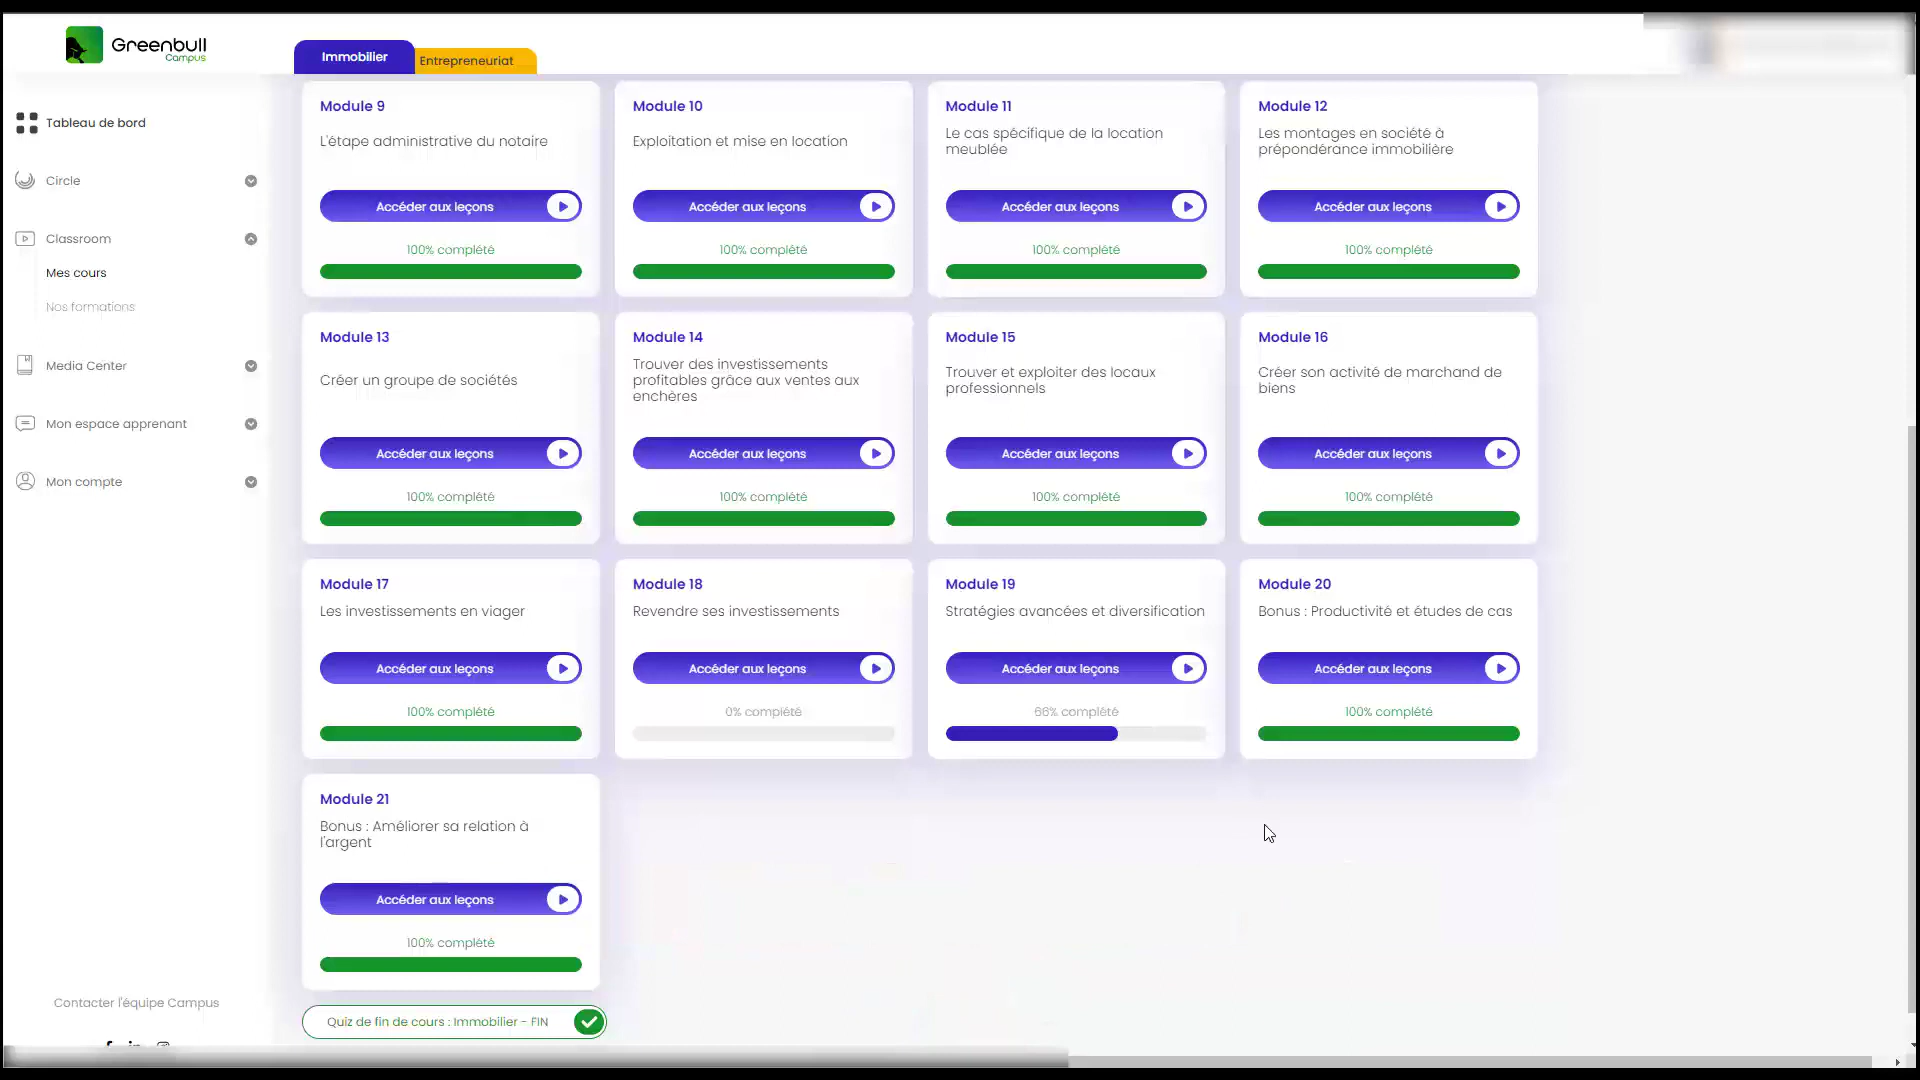 Greenbull
Campus
Immobilier
Entrepreneuriat
Tableau de bord
Circle
Classroom
Mes cours
Nos formations
Media Center
Mon espace apprenant
Mon compte
Contacter l'équipe Campus
Module 9
L'étape administrative du notaire
Accéder aux leçons
100% complété
Module 10
Exploitation et mise en location
Accéder aux leçons
100% complété
Module 11
Le cas spécifique de la location
meublée
Accéder aux leçons
100% complété
Module 12
Les montages en société à
prépondérance immobilière
Accéder aux leçons
100% complété
Module 13
Créer un groupe de sociétés
Accéder aux leçons
100% complété
Module 14
Trouver des investissements
profitables grâce aux ventes aux
enchères
Accéder aux leçons
100% complété
Module 15
Trouver et exploiter des locaux
professionnels
Accéder aux leçons
100% complété
Module 16
Créer son activité de marchand de
biens
Accéder aux leçons
100% complété
Module 17
Les investissements en viager
Accéder aux leçons
100% complété
Module 18
Revendre ses investissements
Accéder aux leçons
0% complété
Module 19
Stratégies avancées et diversification
Accéder aux leçons
66% complété
Module 20
Bonus : Productivité et études de cas
Accéder aux leçons
100% complété
Module 21
Bonus : Améliorer sa relation à
l'argent
Accéder aux leçons
100% complété
Quiz de fin de cours : Immobilier - FIN